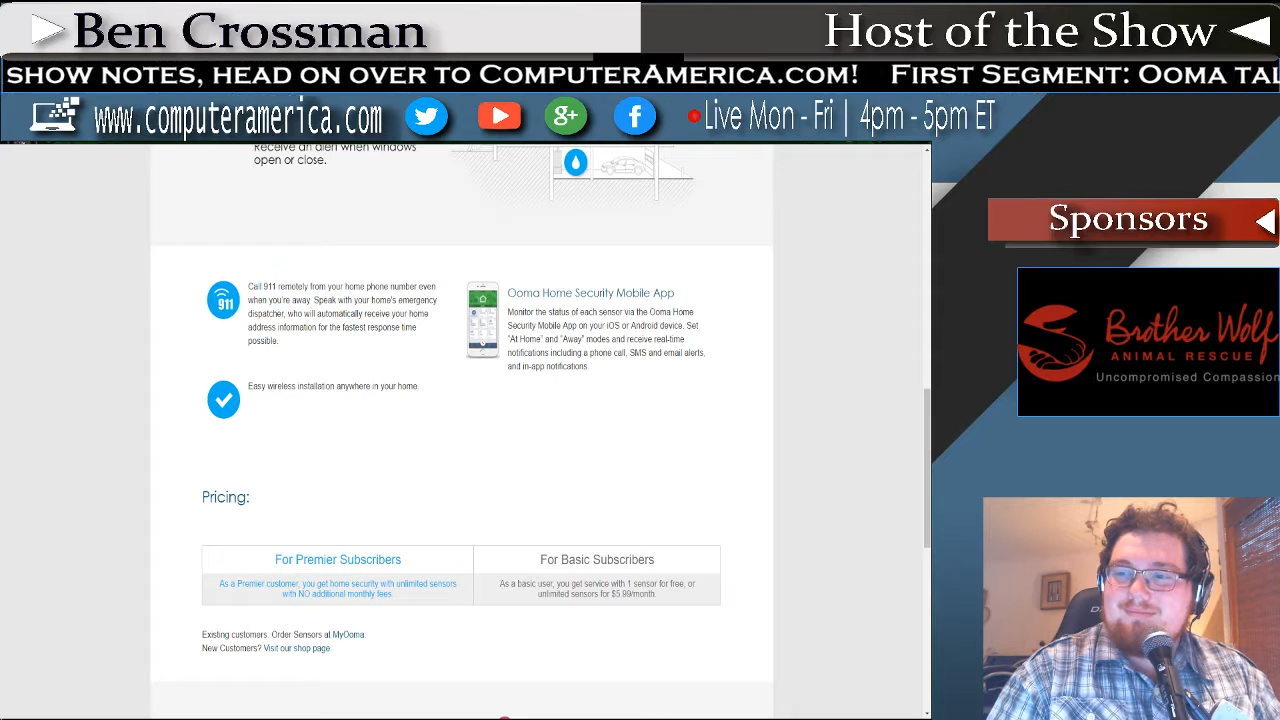 Ben Crossman
Host of the Show
SHOW NOTES, HEAD ON OVER TO COMPUTERAMERICA.COM! FIRST SEGMENT: OOMA TAL
www.computeramerica.com
G+
f
Live Mon - Fri | 4pm - 5pm ET
Receive an alert when windows
open or close.
911
Call 911 remotely from your home phone number even
when you're away. Speak with your home's emergency
dispatcher, who will automatically receive your home
address information for the fastest response time
possible.
Easy wireless installation anywhere in your home.
Ooma Home Security Mobile App
Monitor the status of each sensor via the Ooma Home
Security Mobile App on your iOS or Android device. Set
"At Home" and "Away" modes and receive real-time
notifications including a phone call, SMS and email alerts,
and in-app notifications.
Pricing:
For Premier Subscribers
As a Premier customer, you get home security with unlimited sensors
with NO additional monthly fees.
For Basic Subscribers
As a basic user, you get service with 1 sensor for free, or
unlimited sensors for $5.99/month.
Existing customers, Order Sensors at MyOoma.
New Customers? Visit our shop page.
Sponsors
Brother Wolf
ANIMAL RESCUE
Uncompromised Compassion